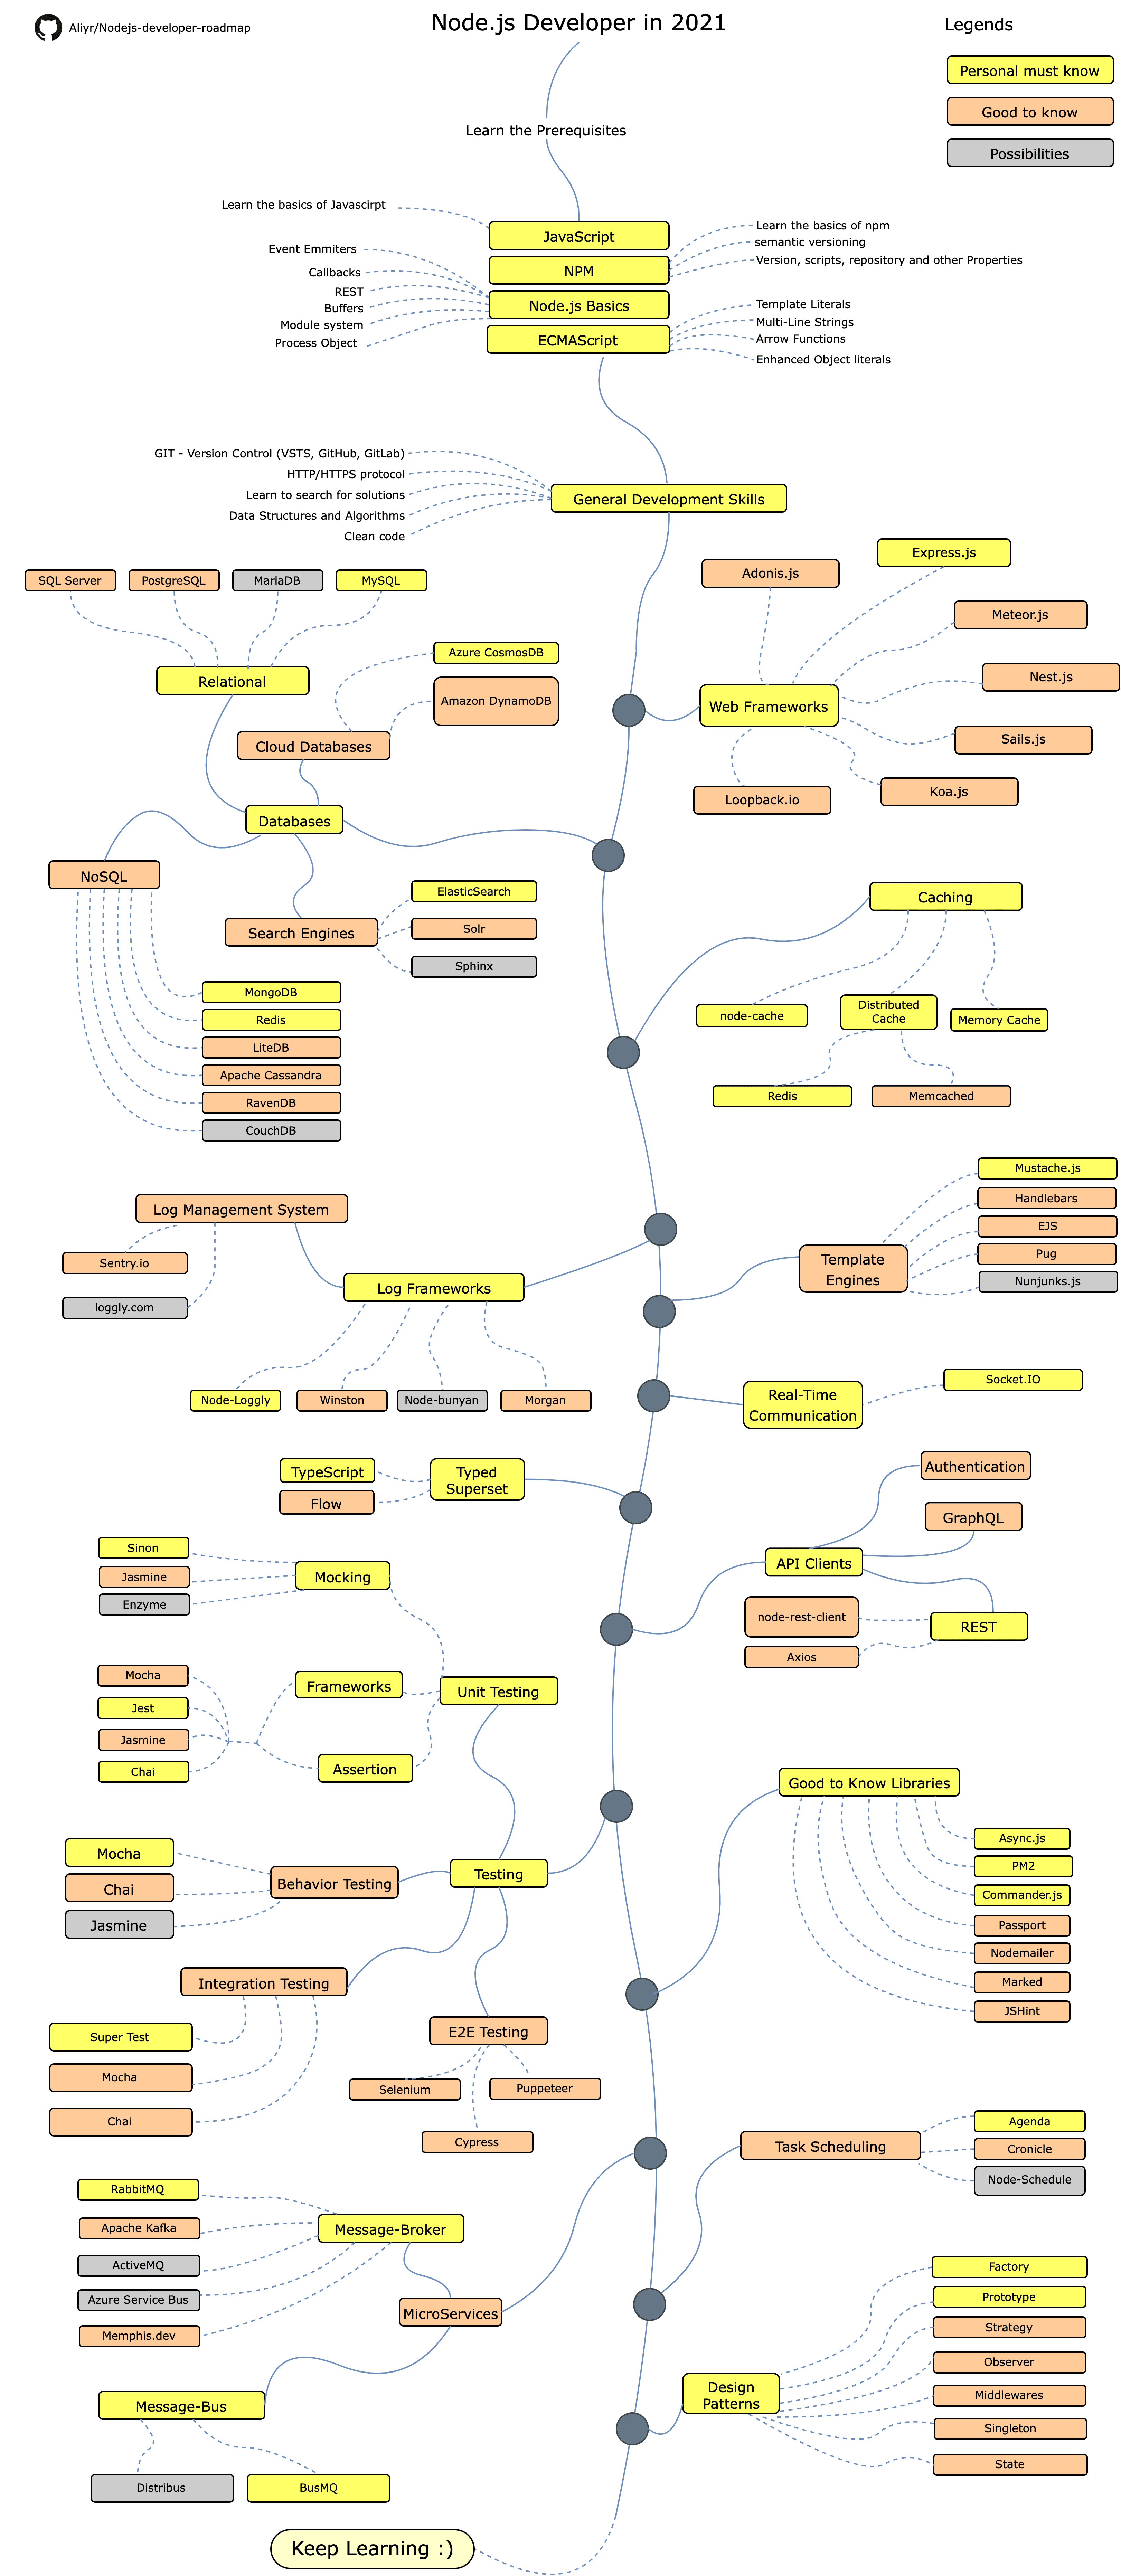 Aliyr/Nodejs-developer-roadmap
Node.js Developer in 2021
Legends
Personal must know
Good to know
Possibilities
Learn the Prerequisites
Learn the basics of Javascirpt
JavaScript
Learn the basics of npm
semantic versioning
Version, scripts, repository and other Properties
NPM
Event Emmiters
Callbacks
REST
Buffers
Module system
Process Object
Node.js Basics
ECMAScript
Template Literals
Multi-Line Strings
Arrow Functions
Enhanced Object literals
GIT - Version Control (VSTS, GitHub, GitLab)
HTTP/HTTPS protocol
Learn to search for solutions
Data Structures and Algorithms
Clean code
General Development Skills
Express.js
Adonis.js
Meteor.js
Nest.js
Web Frameworks
Sails.js
Koa.js
Loopback.io
SQL Server
PostgreSQL
MariaDB
MySQL
Relational
Azure CosmosDB
Amazon DynamoDB
Cloud Databases
Databases
NoSQL
Search Engines
ElasticSearch
Solr
Sphinx
MongoDB
Redis
LiteDB
Apache Cassandra
RavenDB
CouchDB
Caching
node-cache
Distributed
Cache
Memory Cache
Redis
Memcached
Log Management System
Sentry.io
loggly.com
Log Frameworks
Node-Loggly
Winston
Node-bunyan
Morgan
Template
Engines
Mustache.js
Handlebars
EJS
Pug
Nunjunks.js
Real-Time
Communication
Socket.IO
TypeScript
Flow
Typed
Superset
Authentication
GraphQL
API Clients
node-rest-client
REST
Axios
Sinon
Jasmine
Enzyme
Mocking
Mocha
Jest
Jasmine
Chai
Frameworks
Assertion
Unit Testing
Good to Know Libraries
Async.js
PM2
Commander.js
Passport
Nodemailer
Marked
JSHint
Mocha
Chai
Jasmine
Behavior Testing
Testing
Integration Testing
Super Test
Mocha
Chai
E2E Testing
Selenium
Puppeteer
Cypress
Task Scheduling
Agenda
Cronicle
Node-Schedule
RabbitMQ
Apache Kafka
ActiveMQ
Azure Service Bus
Memphis.dev
Message-Broker
MicroServices
Message-Bus
Distribus
BusMQ
Design
Patterns
Factory
Prototype
Strategy
Observer
Middlewares
Singleton
State
Keep Learning :)